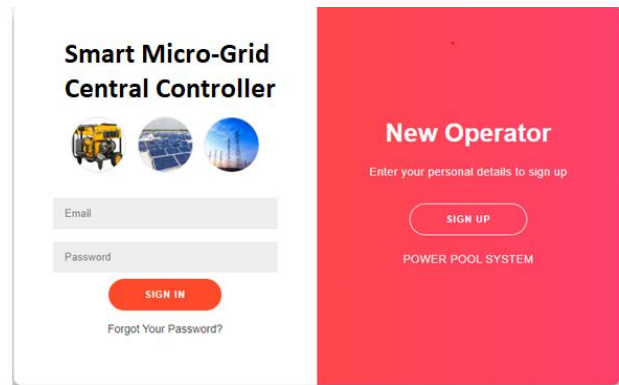 Smart Micro-Grid
Central Controller
Email
Password
SIGN IN
Forgot Your Password?
New Operator
Enter your personal details to sign up
SIGN UP
POWER POOL SYSTEM